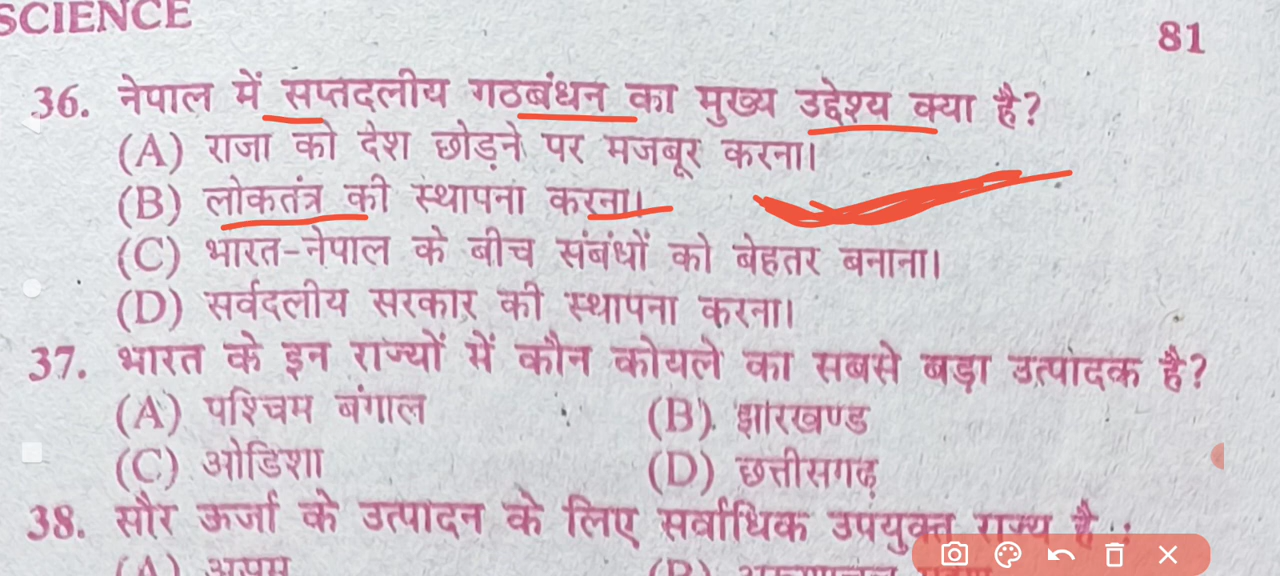 SCIENCE
81
36. नेपाल में सप्तदलीय गठबंधन का मुख्य उद्देश्य क्या है?
(A) राजा को देश छोड़ने पर मजबूर करना।
(B) लोकतंत्र की स्थापना करना।
(C) भारत-नेपाल के बीच संबंधों को बेहतर बनाना।
(D) सर्वदलीय सरकार की स्थापना करना।
37. भारत के इन राज्यों में कौन कोयले का सबसे बड़ा उत्पादक है?
(A) पश्चिम बंगाल (B) झारखण्ड
(C) ओडिशा (D) छत्तीसगढ़
38. सौर ऊर्जा के उत्पादन के लिए सर्वाधिक उपयुक्त राज्य है
(A) (B)